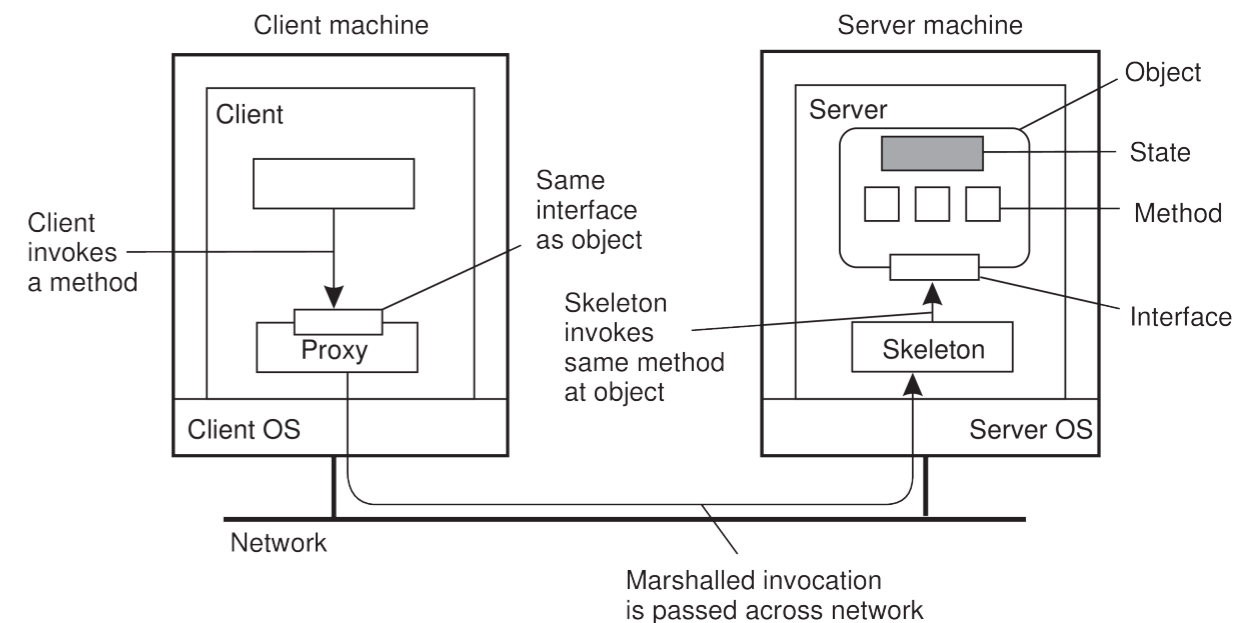 Client machine
Server machine
Client
Server
Object
State
Method
Same
interface
as object
Client
invokes
a method
Skeleton
invokes
same method
at object
Interface
Proxy
Skeleton
Client OS
Server OS
Network
Marshalled invocation
is passed across network